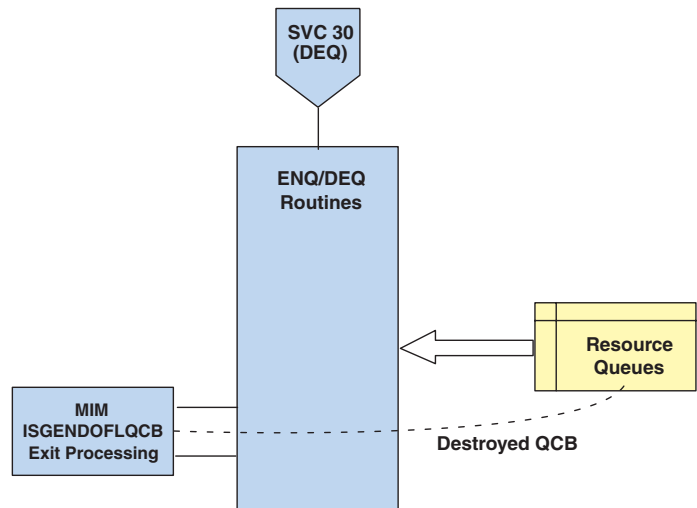 SVC 30
(DEQ)
ENQ/DEQ
Routines
Resource
Queues
MIM
ISGENDOFLQCB
Exit Processing
Destroyed QCB